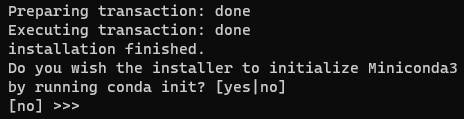 Preparing transaction: done
Executing transaction: done
installation finished.
Do you wish the installer to initialize Miniconda3
by running conda init? [yes|no]
[no] >>>